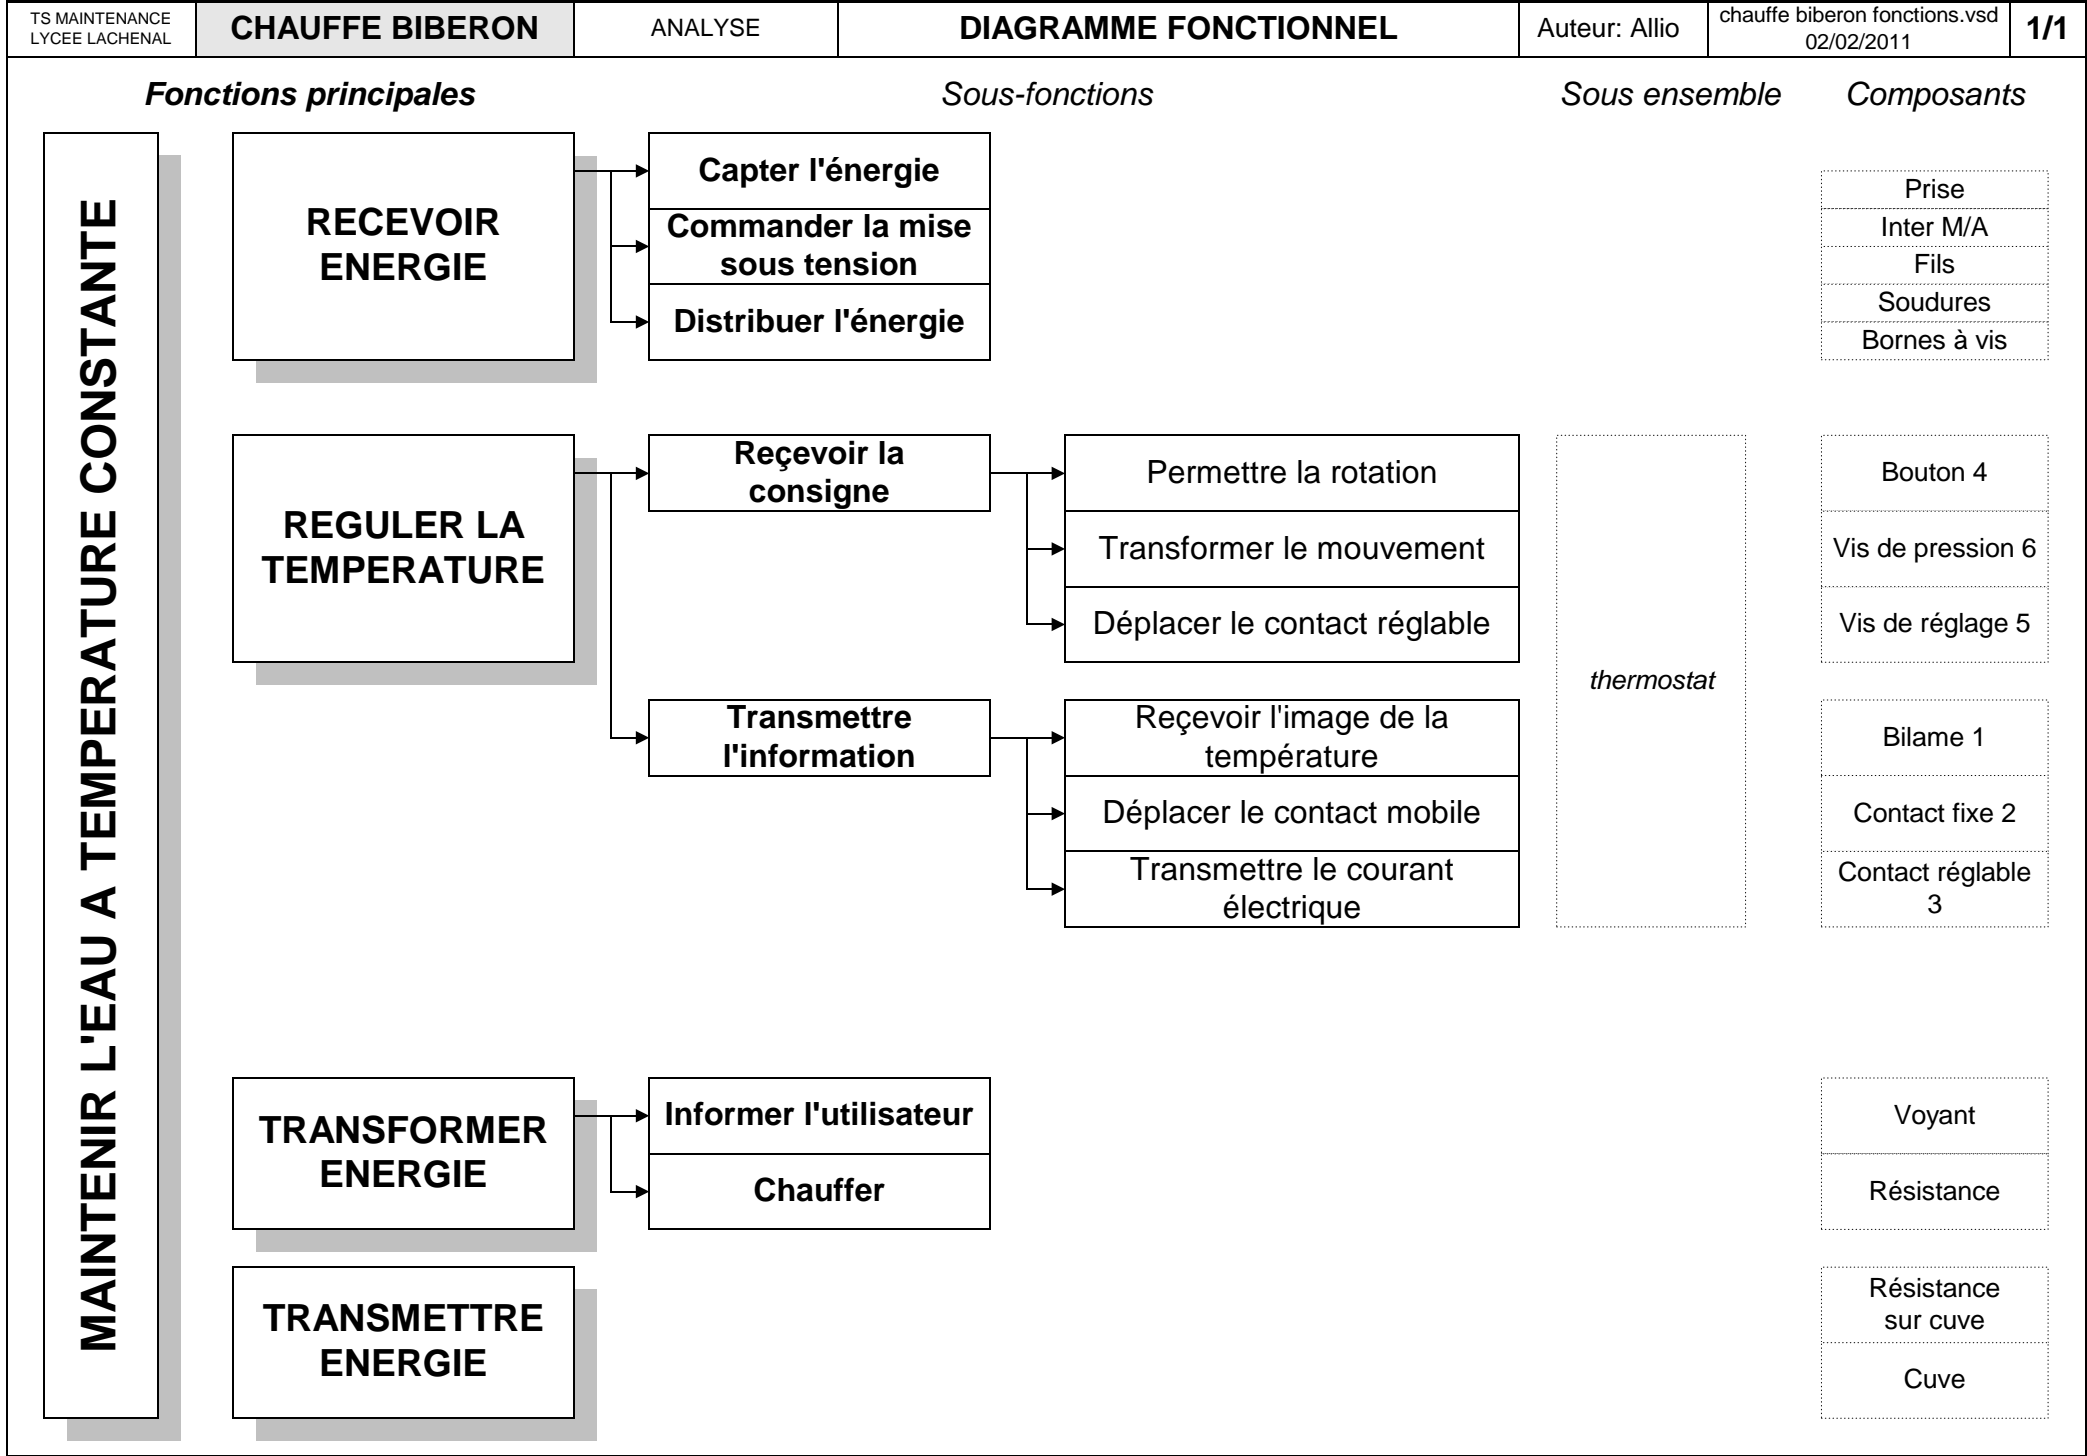 TS MAINTENANCE
LYCEE LACHENAL
CHAUFFE BIBERON
ANALYSE
DIAGRAMME FONCTIONNEL
Auteur: Allio
chauffe biberon fonctions.vsd
02/02/2011
1/1
Fonctions principales
Sous-fonctions
Sous ensemble
Composants
MAINTENIR L'EAU A TEMPERATURE CONSTANTE
RECEVOIR
ENERGIE
Capter l'énergie
Commander la mise
sous tension
Distribuer l'énergie
Prise
Inter M/A
Fils
Soudures
Bornes à vis
REGULER LA
TEMPERATURE
Reçevoir la
consigne
Permettre la rotation
Transformer le mouvement
Déplacer le contact réglable
Transmettre
l'information
Reçevoir l'image de la
température
Déplacer le contact mobile
Transmettre le courant
électrique
thermostat
Bouton 4
Vis de pression 6
Vis de réglage 5
Bilame 1
Contact fixe 2
Contact réglable
3
TRANSFORMER
ENERGIE
Informer l'utilisateur
Chauffer
Voyant
Résistance
TRANSMETTRE
ENERGIE
Résistance
sur cuve
Cuve